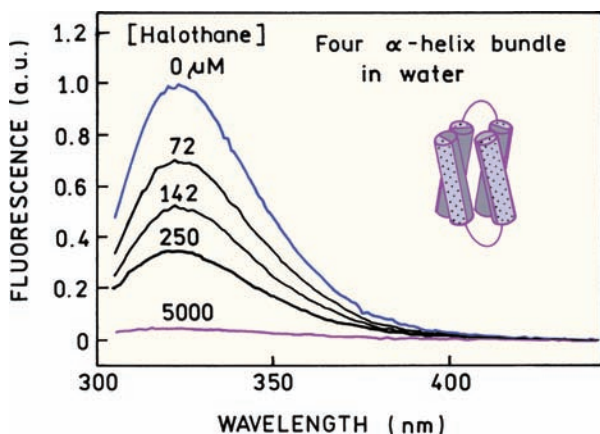 [Halothane]
0 μM
Four α-helix bundle
in water
72
142
250
5000
FLUORESCENCE (a.u.)
1.2
1.0
0.8
0.6
0.4
0.2
0
300
350
400
WAVELENGTH (nm)